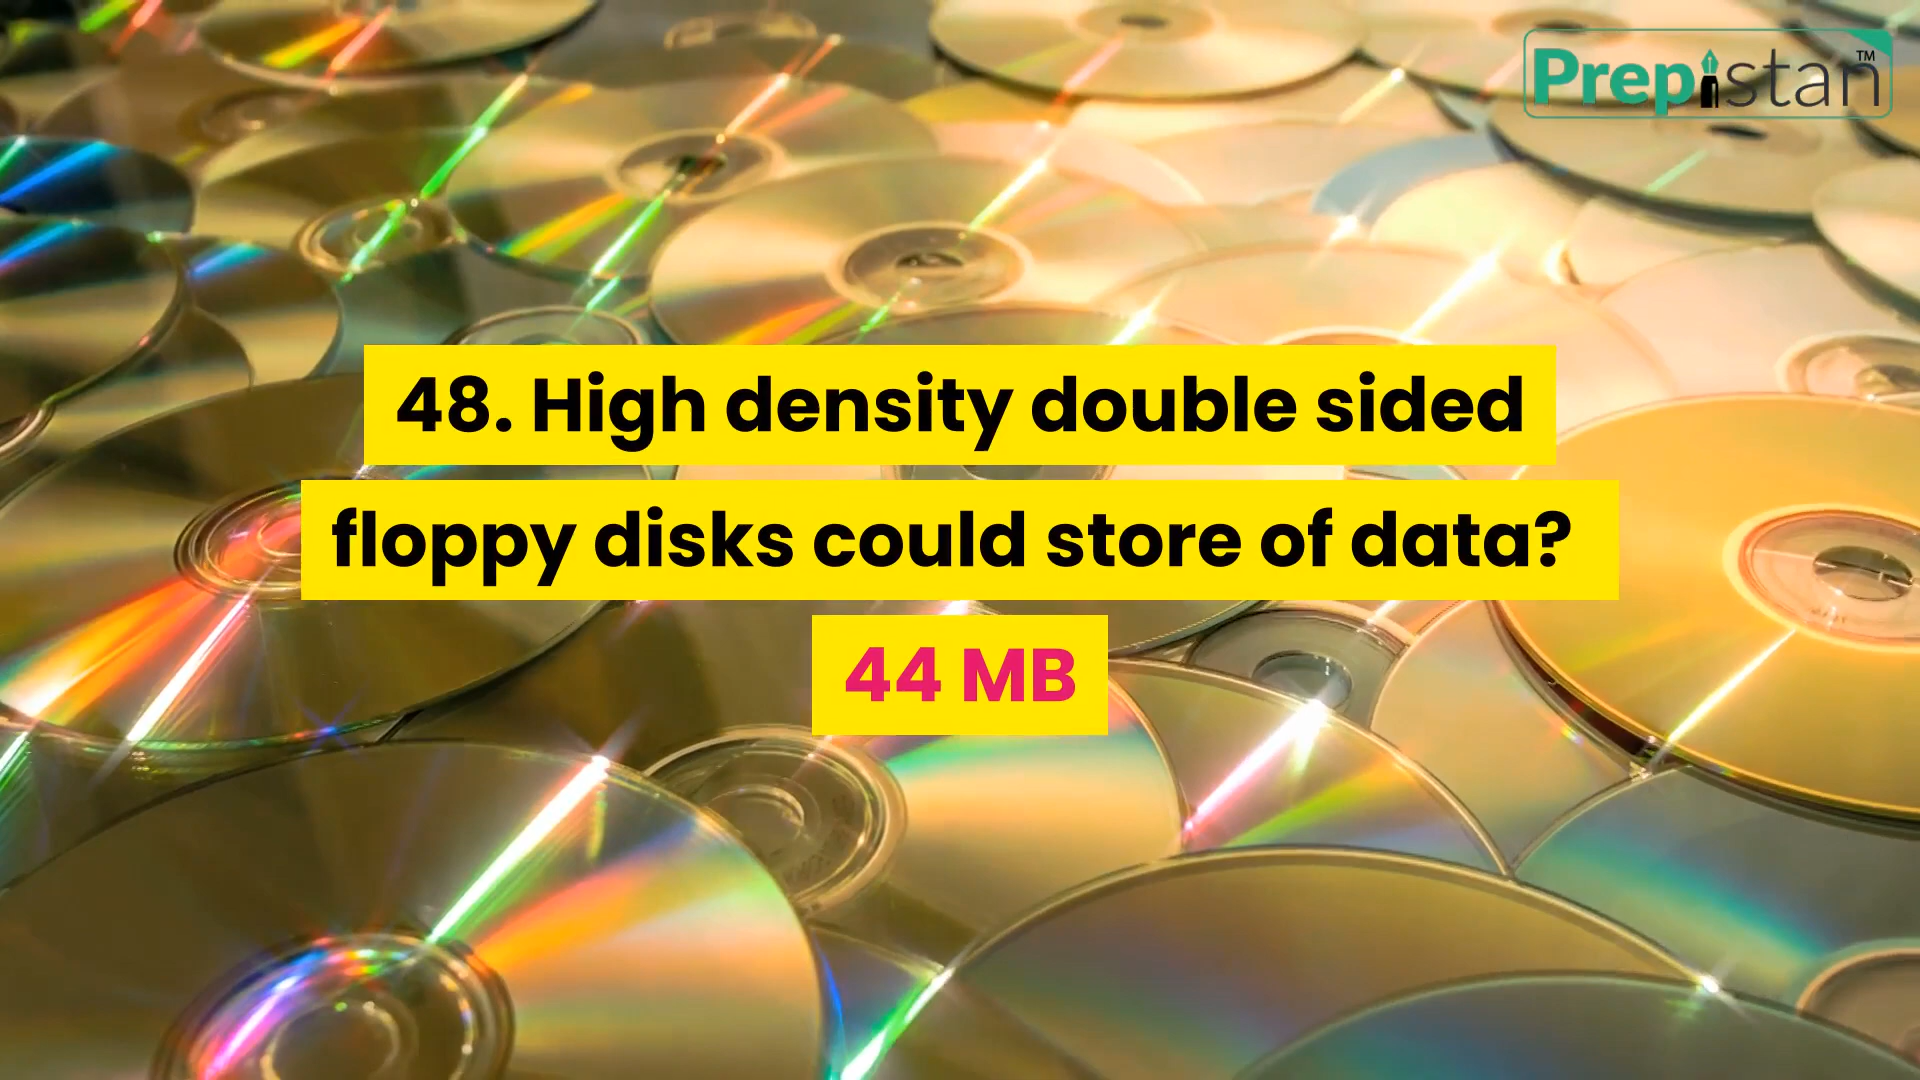 Prepistan™
48. High density double sided
floppy disks could store of data?
44 MB